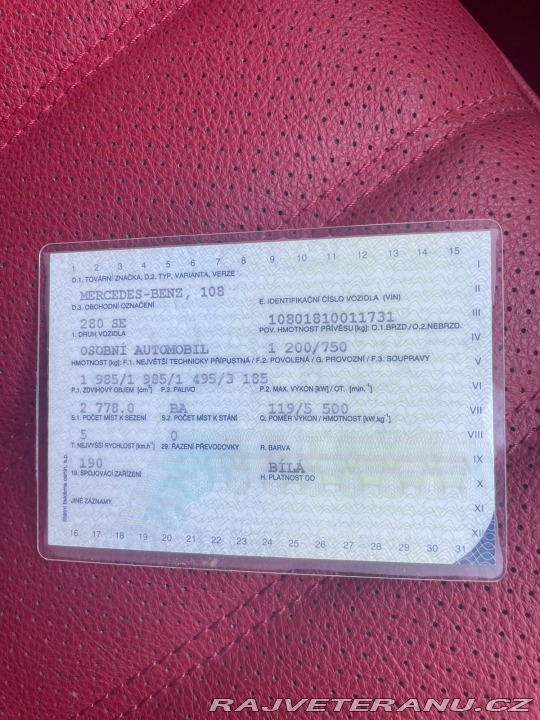 1 2 3 4 5 6 7 8 9 10 11 12 13 14 15 I
D.1. TOVÁRNÍ ZNAČKA, D.2. TYP, VARIANTA, VERZE
II
MERCEDES-BENZ, 108
D.3. OBCHODNÍ OZNAČENÍ E. IDENTIFIKAČNÍ ČÍSLO VOZIDLA (VIN)
III
280 SE 10801810011731
1. DRUH VOZIDLA POV. HMOTNOST PŘÍVĚSU [kg]: O.1.BRZD./O.2.NEBRZD.
IV
OSOBNÍ AUTOMOBIL 1 200/750
HMOTNOST [kg]: F.1. NEJVĚTŠÍ TECHNICKY PŘÍPUSTNÁ / F.2. POVOLENÁ / G. PROVOZNÍ / F.3. SOUPRAVY V
1 985/1 985/1 495/3 185
P.1. ZDVIHOVÝ OBJEM [cm³] P.3. PALIVO P.2. MAX. VÝKON [kW] / OT. [min.⁻¹] VI
2 778.0 BA 119/5 500
S.1. POČET MÍST K SEZENÍ S.2. POČET MÍST K STÁNÍ Q. POMĚR VÝKON / HMOTNOST [kW.kg⁻¹] VII
5 0
T. NEJVYŠŠÍ RYCHLOST [km.h⁻¹] 29. ŘAZENÍ PŘEVODOVKY R. BARVA VIII
190 BÍLÁ
19. SPOJOVACÍ ZAŘÍZENÍ H. PLATNOST DO IX
X
JINÉ ZÁZNAMY
XI
XII
16 17 18 19 20 21 22 23 24 25 26 27 28 29 30 31
Státní tiskárna cenin, s.p.
RAJVETERANU.CZ